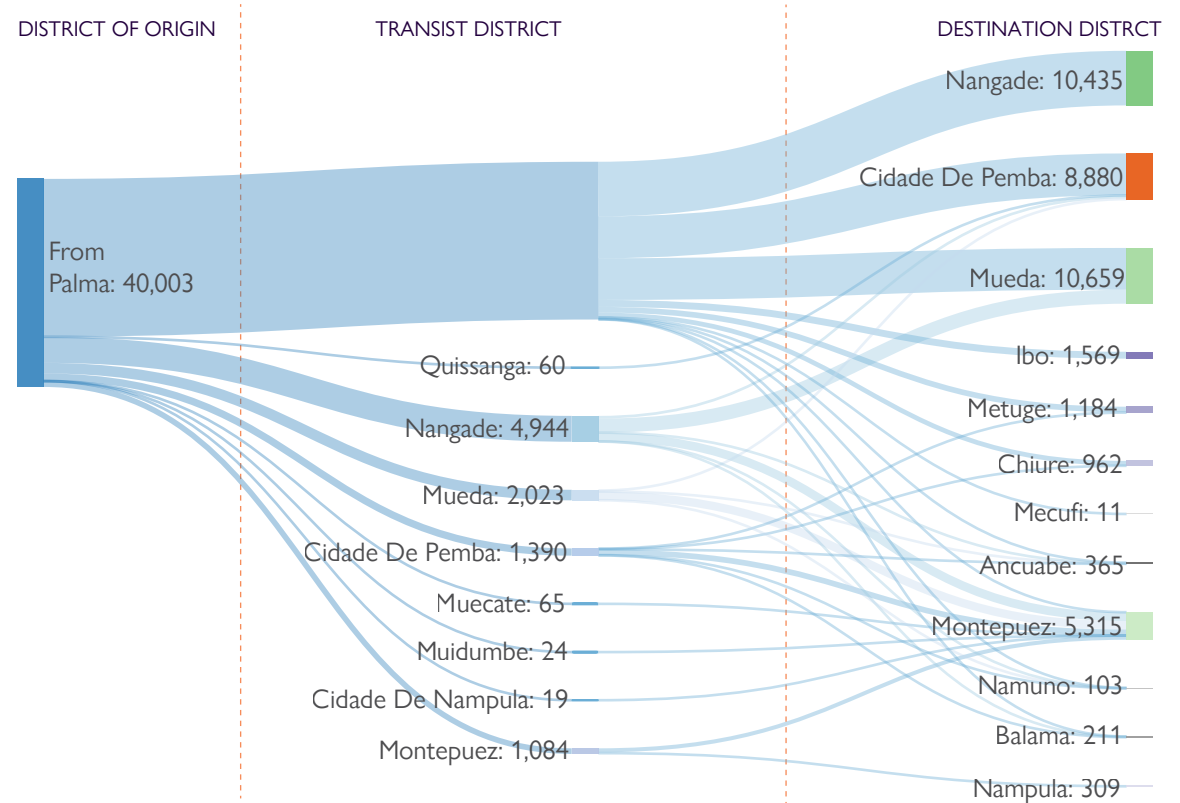 DISTRICT OF ORIGIN
TRANSIST DISTRICT
DESTINATION DISTRCT
From
Palma: 40,003
Quissanga: 60
Nangade: 4,944
Mueda: 2,023
Cidade De Pemba: 1,390
Muecate: 65
Muidumbe: 24
Cidade De Nampula: 19
Montepuez: 1,084
Nangade: 10,435
Cidade De Pemba: 8,880
Mueda: 10,659
Ibo: 1,569
Metuge: 1,184
Chiure: 962
Mecufi: 11
Ancuabe: 365
Montepuez: 5,315
Namuno: 103
Balama: 211
Nampula: 309